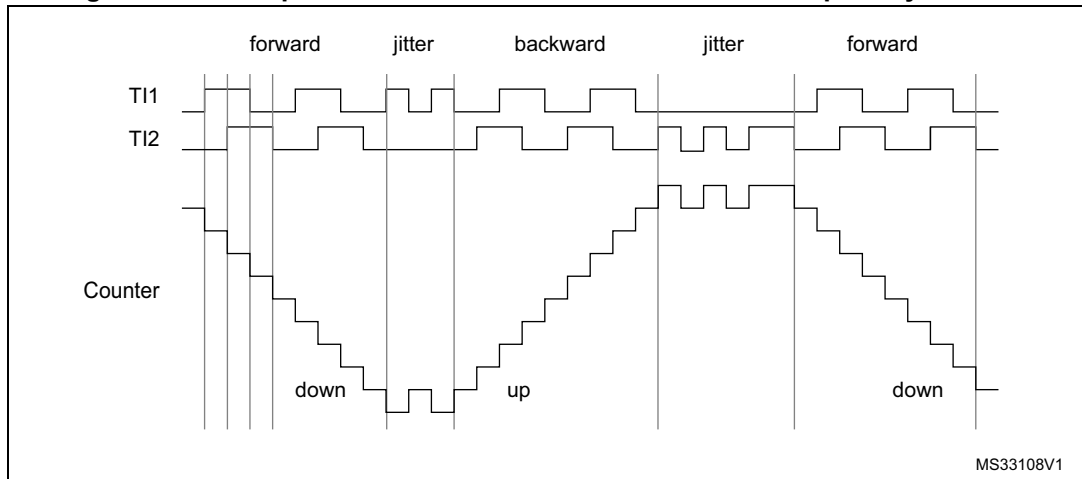 forward jitter backward jitter forward
TI1
TI2
Counter
down up down
MS33108V1